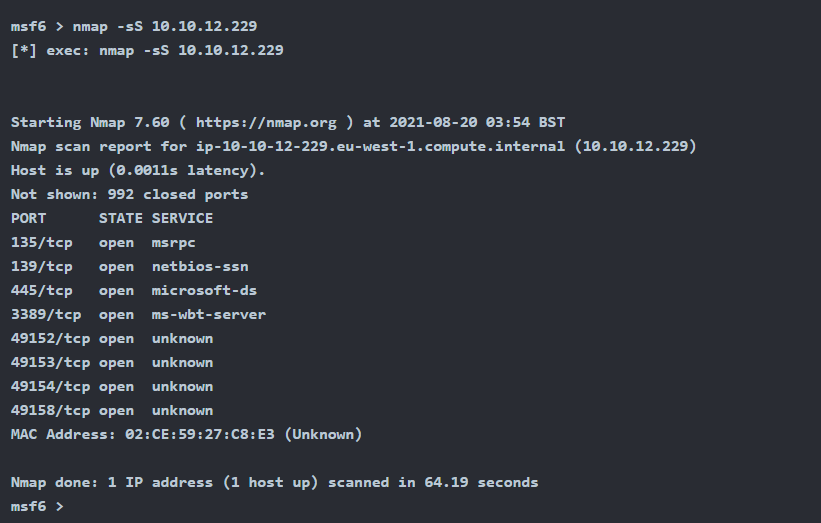 msf6 > nmap -sS 10.10.12.229
[*] exec: nmap -sS 10.10.12.229
Starting Nmap 7.60 ( https://nmap.org ) at 2021-08-20 03:54 BST
Nmap scan report for ip-10-10-12-229.eu-west-1.compute.internal (10.10.12.229)
Host is up (0.0011s latency).
Not shown: 992 closed ports
PORT      STATE SERVICE
135/tcp   open  msrpc
139/tcp   open  netbios-ssn
445/tcp   open  microsoft-ds
3389/tcp  open  ms-wbt-server
49152/tcp open  unknown
49153/tcp open  unknown
49154/tcp open  unknown
49158/tcp open  unknown
MAC Address: 02:CE:59:27:C8:E3 (Unknown)
Nmap done: 1 IP address (1 host up) scanned in 64.19 seconds
msf6 >